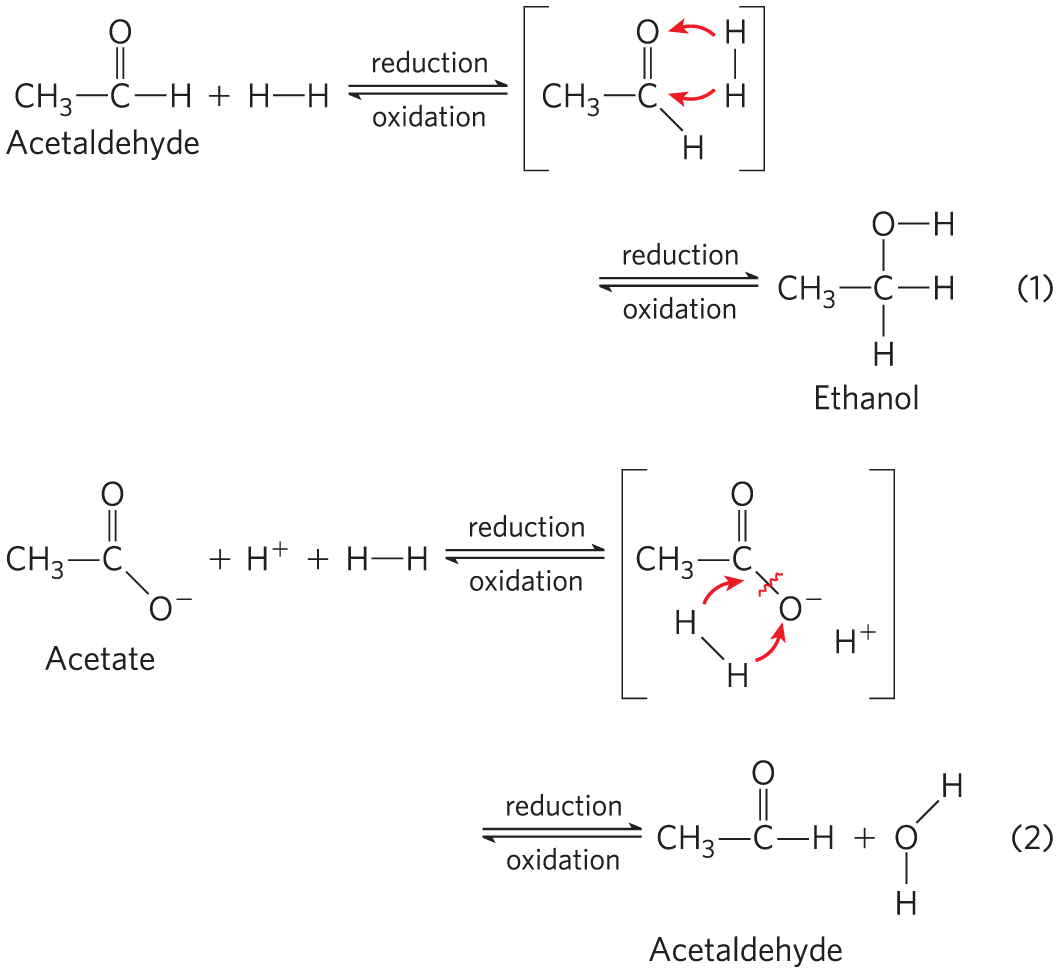 O O H
CH₃—C—H + H—H reduction CH₃—C H
Acetaldehyde oxidation H
O—H
reduction CH₃—C—H (1)
oxidation H
Ethanol
O O
CH₃—C + H⁺ + H—H reduction CH₃—C
O⁻ oxidation H O⁻
Acetate H H⁺
O H
reduction CH₃—C—H + O (2)
oxidation H
Acetaldehyde